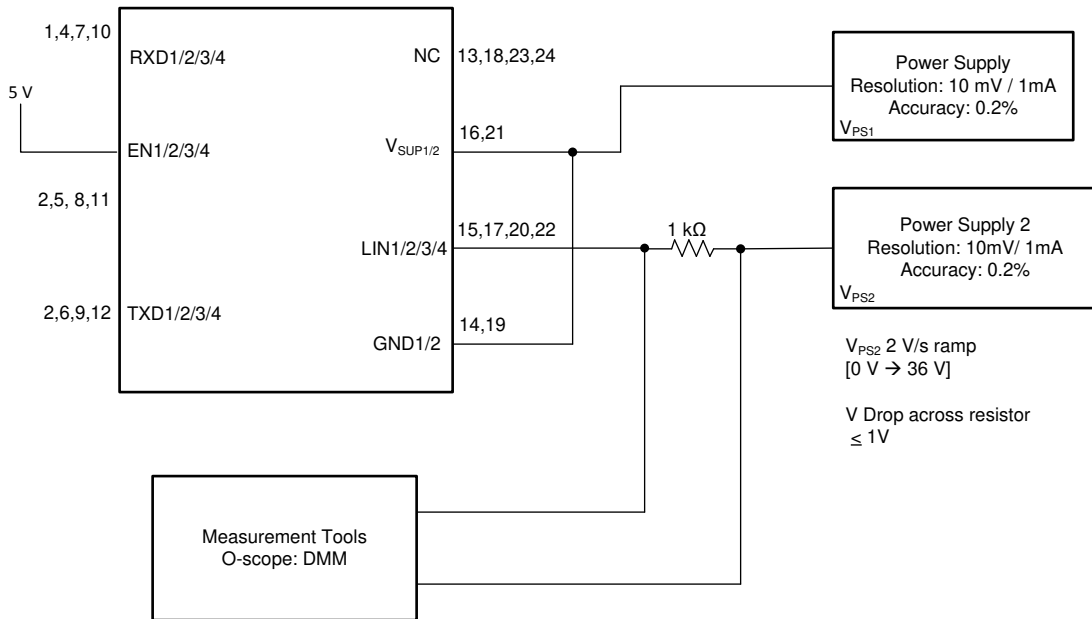 1,4,7,10
RXD1/2/3/4
NC
13,18,23,24
5 V
EN1/2/3/4
VSUP1/2
16,21
2,5, 8,11
LIN1/2/3/4
15,17,20,22
1 kΩ
2,6,9,12
TXD1/2/3/4
GND1/2
14,19
Power Supply
Resolution: 10 mV / 1mA
Accuracy: 0.2%
VPS1
Power Supply 2
Resolution: 10mV/ 1mA
Accuracy: 0.2%
VPS2
VPS2 2 V/s ramp
[0 V → 36 V]
V Drop across resistor
≤ 1V
Measurement Tools
O-scope: DMM